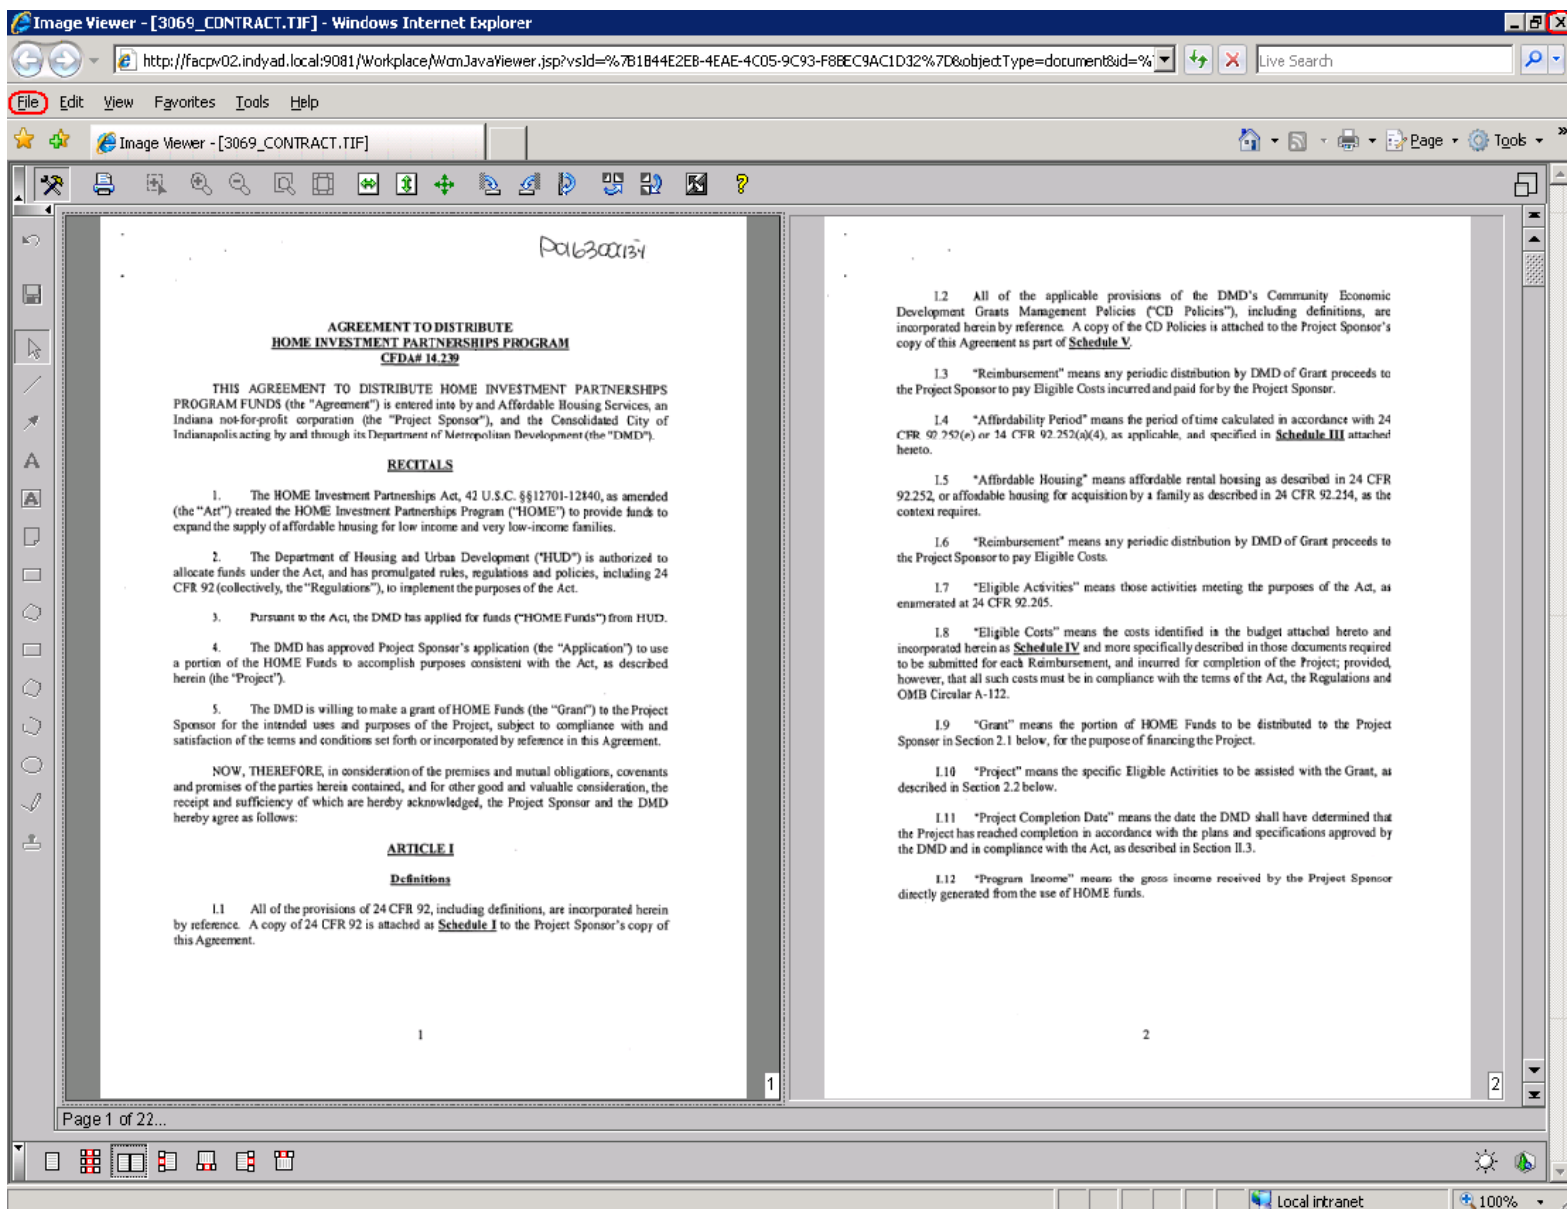 Image Viewer - [3069_CONTRACT.TIF] - Windows Internet Explorer
http://facpv02.indyad.local:9081/Workplace/WcmJavaViewer.jsp?vsId=%7B1B44E2EB-4EAE-4C05-9C93-F8BEC9AC1D32%7D&objectType=document&id=%
Live Search
File Edit View Favorites Tools Help
Image Viewer - [3069_CONTRACT.TIF]
Page Tools
AGREEMENT TO DISTRIBUTE
HOME INVESTMENT PARTNERSHIPS PROGRAM
CFDA# 14.239
THIS AGREEMENT TO DISTRIBUTE HOME INVESTMENT PARTNERSHIPS
PROGRAM FUNDS (the "Agreement") is entered into by and Affordable Housing Services, an
Indiana not-for-profit corporation (the "Project Sponsor"), and the Consolidated City of
Indianapolis acting by and through its Department of Metropolitan Development (the "DMD").
RECITALS
1. The HOME Investment Partnerships Act, 42 U.S.C. §§12701-12840, as amended
(the "Act") created the HOME Investment Partnerships Program ("HOME") to provide funds to
expand the supply of affordable housing for low income and very low-income families.
2. The Department of Housing and Urban Development ("HUD") is authorized to
allocate funds under the Act, and has promulgated rules, regulations and policies, including 24
CFR 92 (collectively, the "Regulations"), to implement the purposes of the Act.
3. Pursuant to the Act, the DMD has applied for funds ("HOME Funds") from HUD.
4. The DMD has approved Project Sponsor's application (the "Application") to use
a portion of the HOME Funds to accomplish purposes consistent with the Act, as described
herein (the "Project").
5. The DMD is willing to make a grant of HOME Funds (the "Grant") to the Project
Sponsor for the intended uses and purposes of the Project, subject to compliance with and
satisfaction of the terms and conditions set forth or incorporated by reference in this Agreement.
NOW, THEREFORE, in consideration of the premises and mutual obligations, covenants
and promises of the parties herein contained, and for other good and valuable consideration, the
receipt and sufficiency of which are hereby acknowledged, the Project Sponsor and the DMD
hereby agree as follows:
ARTICLE I
Definitions
I.1 All of the provisions of 24 CFR 92, including definitions, are incorporated herein
by reference. A copy of 24 CFR 92 is attached as Schedule I to the Project Sponsor's copy of
this Agreement.
1
1
I.2 All of the applicable provisions of the DMD's Community Economic
Development Grants Management Policies ("CD Policies"), including definitions, are
incorporated herein by reference. A copy of the CD Policies is attached to the Project Sponsor's
copy of this Agreement as part of Schedule V.
I.3 "Reimbursement" means any periodic distribution by DMD of Grant proceeds to
the Project Sponsor to pay Eligible Costs incurred and paid for by the Project Sponsor.
I.4 "Affordability Period" means the period of time calculated in accordance with 24
CFR 92.252(e) or 24 CFR 92.252(a)(4), as applicable, and specified in Schedule III attached
hereto.
I.5 "Affordable Housing" means affordable rental housing as described in 24 CFR
92.252, or affordable housing for acquisition by a family as described in 24 CFR 92.254, as the
context requires.
I.6 "Reimbursement" means any periodic distribution by DMD of Grant proceeds to
the Project Sponsor to pay Eligible Costs.
I.7 "Eligible Activities" means those activities meeting the purposes of the Act, as
enumerated at 24 CFR 92.205.
I.8 "Eligible Costs" means the costs identified in the budget attached hereto and
incorporated herein as Schedule IV and more specifically described in those documents required
to be submitted for each Reimbursement, and incurred for completion of the Project; provided,
however, that all such costs must be in compliance with the terms of the Act, the Regulations and
OMB Circular A-122.
I.9 "Grant" means the portion of HOME Funds to be distributed to the Project
Sponsor in Section 2.1 below, for the purpose of financing the Project.
I.10 "Project" means the specific Eligible Activities to be assisted with the Grant, as
described in Section 2.2 below.
I.11 "Project Completion Date" means the date the DMD shall have determined that
the Project has reached completion in accordance with the plans and specifications approved by
the DMD and in compliance with the Act, as described in Section II.3.
I.12 "Program Income" means the gross income received by the Project Sponsor
directly generated from the use of HOME funds.
2
2
Page 1 of 22...
Local intranet
100%